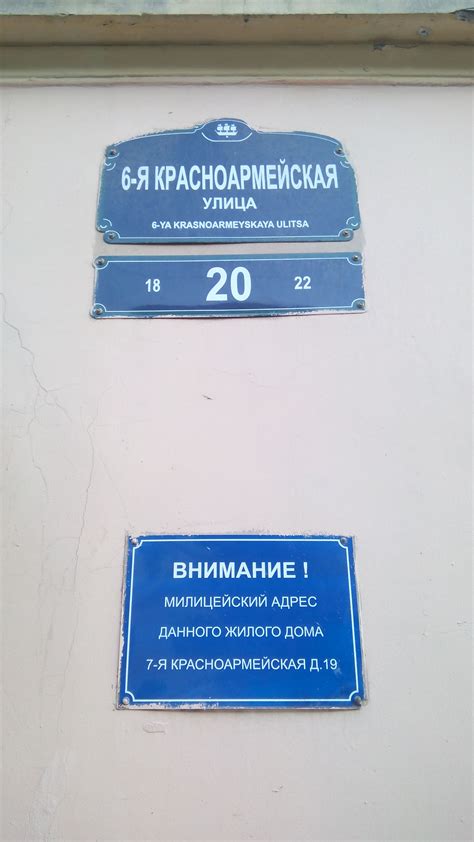 6-Я КРАСНОАРМЕЙСКАЯ
УЛИЦА
6-YA KRASNOARMEYSKAYA ULITSA
18 20 22
ВНИМАНИЕ !
МИЛИЦЕЙСКИЙ АДРЕС
ДАННОГО ЖИЛОГО ДОМА
7-Я КРАСНОАРМЕЙСКАЯ Д.19